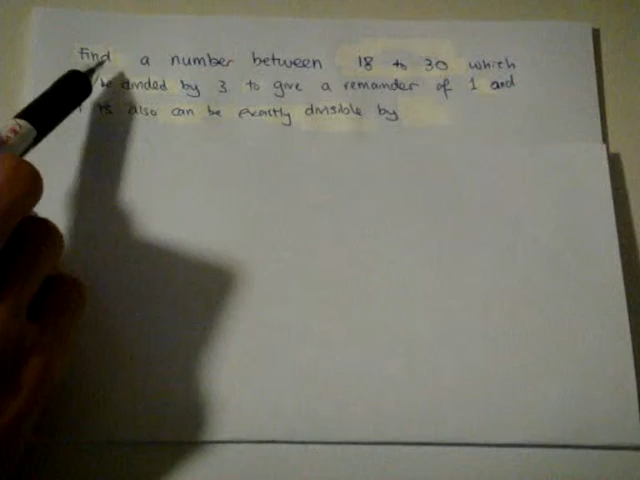 Find a number between 18 to 30 which
be divided by 3 to give a remainder of 1 and
also can be exactly divisible by